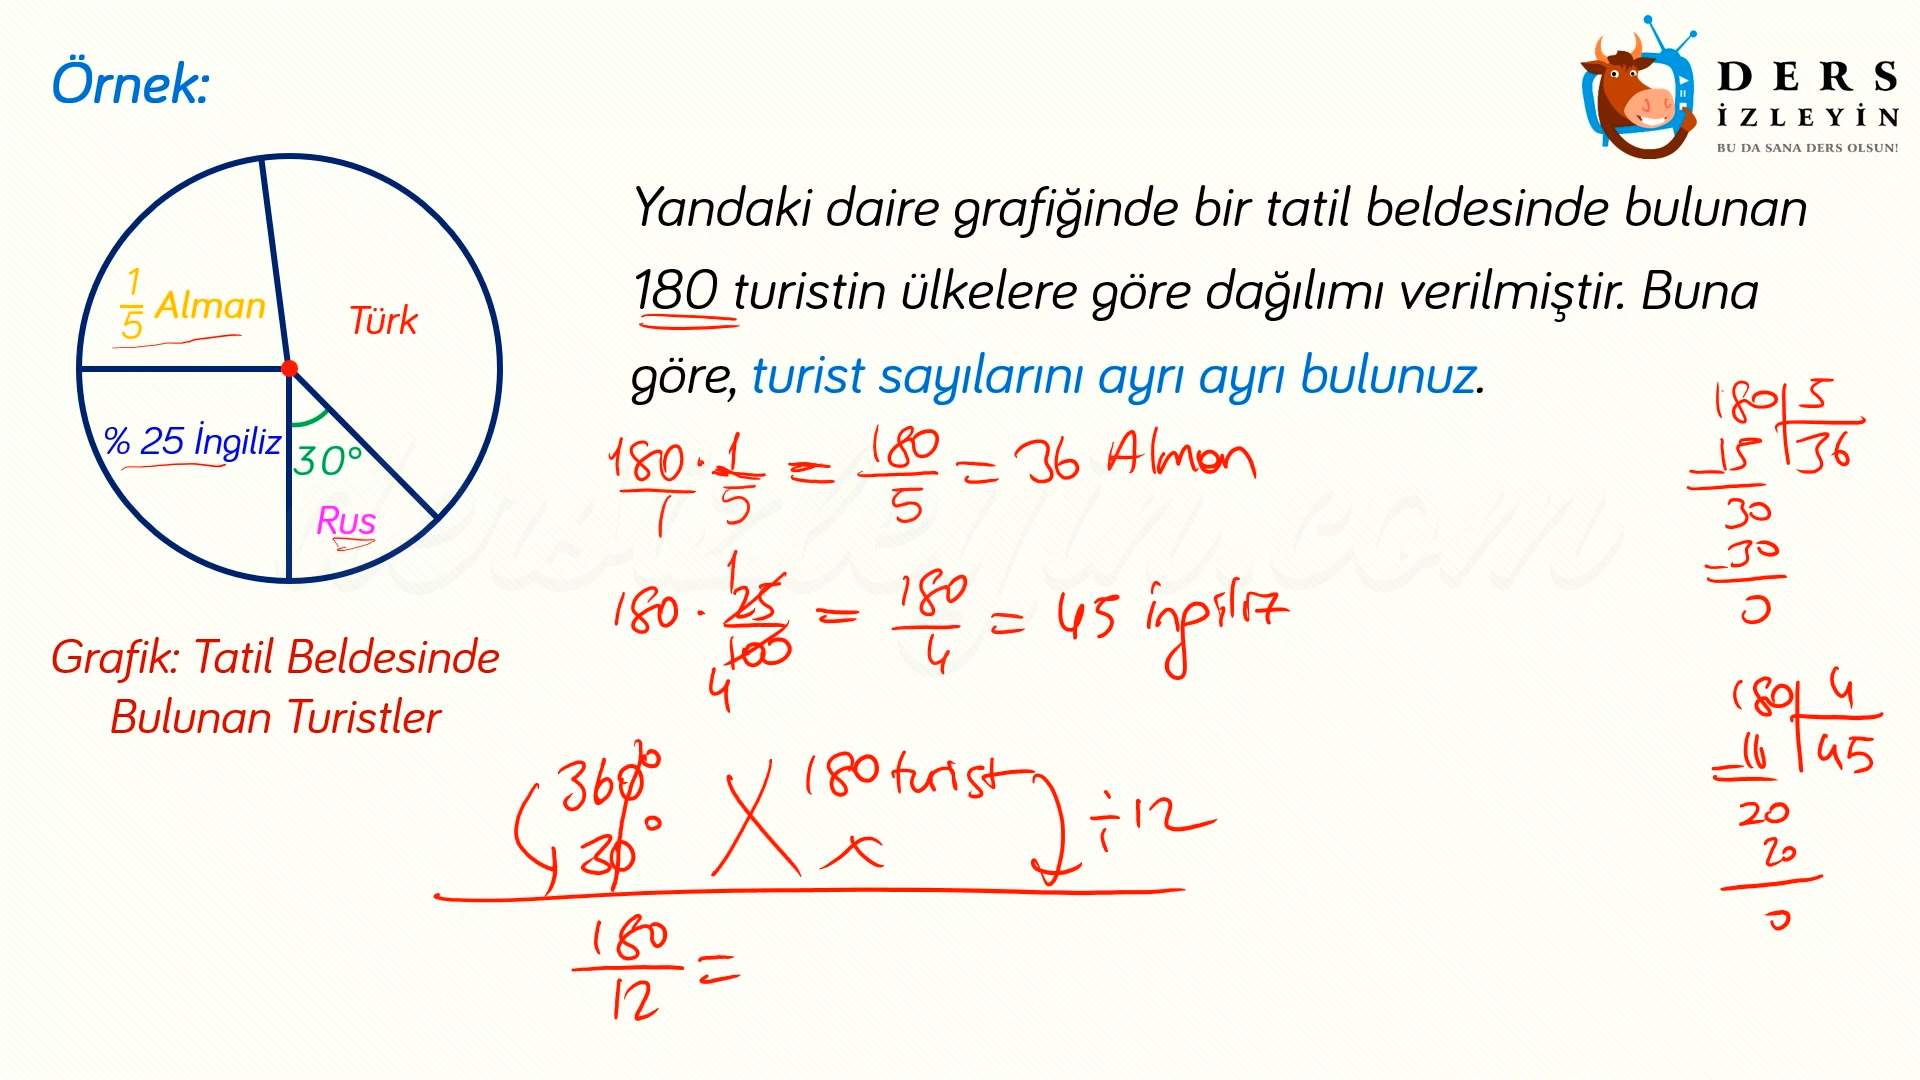 Örnek:
DERS
İZLEYİN
BU DA SANA DERS OLSUN!
1/5 Alman
Türk
% 25 İngiliz
30°
Rus
Grafik: Tatil Beldesinde
Bulunan Turistler
Yandaki daire grafiğinde bir tatil beldesinde bulunan
180 turistin ülkelere göre dağılımı verilmiştir. Buna
göre, turist sayılarını ayrı ayrı bulunuz.
180/1 · 1/5 = 180/5 = 36 Alman
180 · 25/100 = 180/4 = 45 ingiliz
1
4
360° 180 turist
30° x
÷12
180/12 =
180 5
15 36
30
-30
0
180 4
-16 45
20
20
0
dersizleyin.com